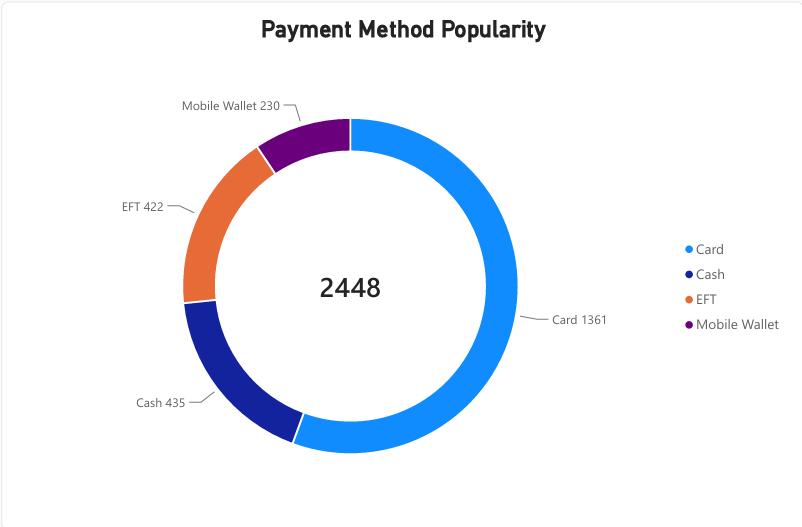 Payment Method Popularity
Mobile Wallet 230
EFT 422
2448
Card 1361
Cash 435
Card
Cash
EFT
Mobile Wallet